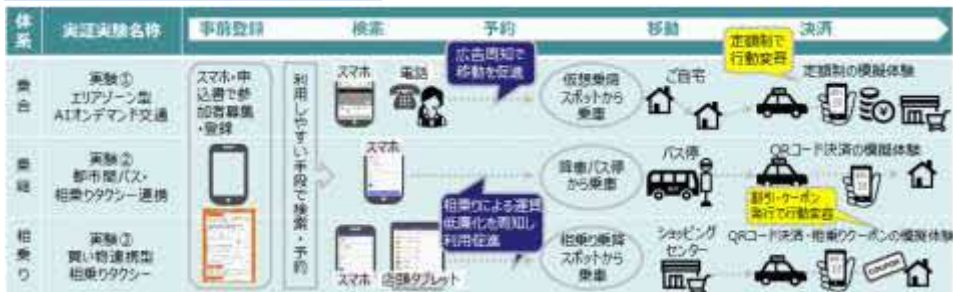 体系
実証実験名称
事前登録
検索
予約
移動
決済
広告周知で
移動を促進
定額制で
行動変容
乗合
実験①
エリアゾーン型
AIオンデマンド交通
スマホ・申
込書で参
加者募集
・登録
利用しやすい手段で検索・予約
スマホ
電話
仮想乗降
スポットから
乗車
ご自宅
定額制の模擬体験
乗継
実験②
都市間バス・
相乗りタクシー連携
スマホ
降車バス停
から乗車
バス停
QRコード決済の模擬体験
相乗りによる運賃
低廉化を周知し
利用促進
割引・クーポン
発行で行動変容
相乗り
実験③
買い物連携型
相乗りタクシー
スマホ
店頭タブレット
相乗り乗降
スポットから
乗車
ショッピング
センター
QRコード決済・相乗りクーポンの模擬体験
COUPON